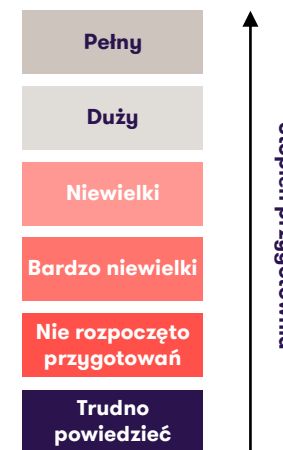 Pełny
Duży
Niewielki
Bardzo niewielki
Nie rozpoczęto
przygotowań
Trudno
powiedzieć